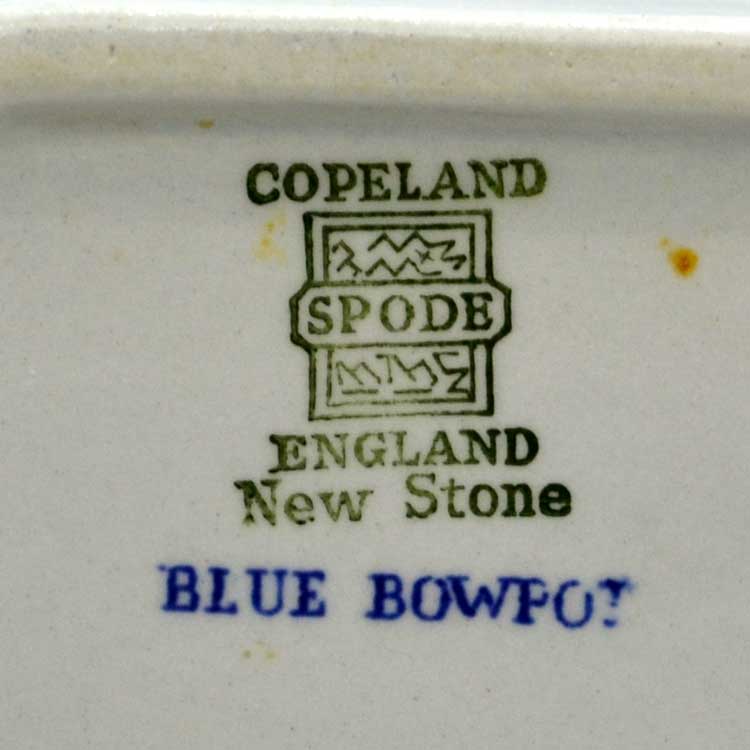 COPELAND
SPODE
ENGLAND
New Stone
BLUE BOWPOT